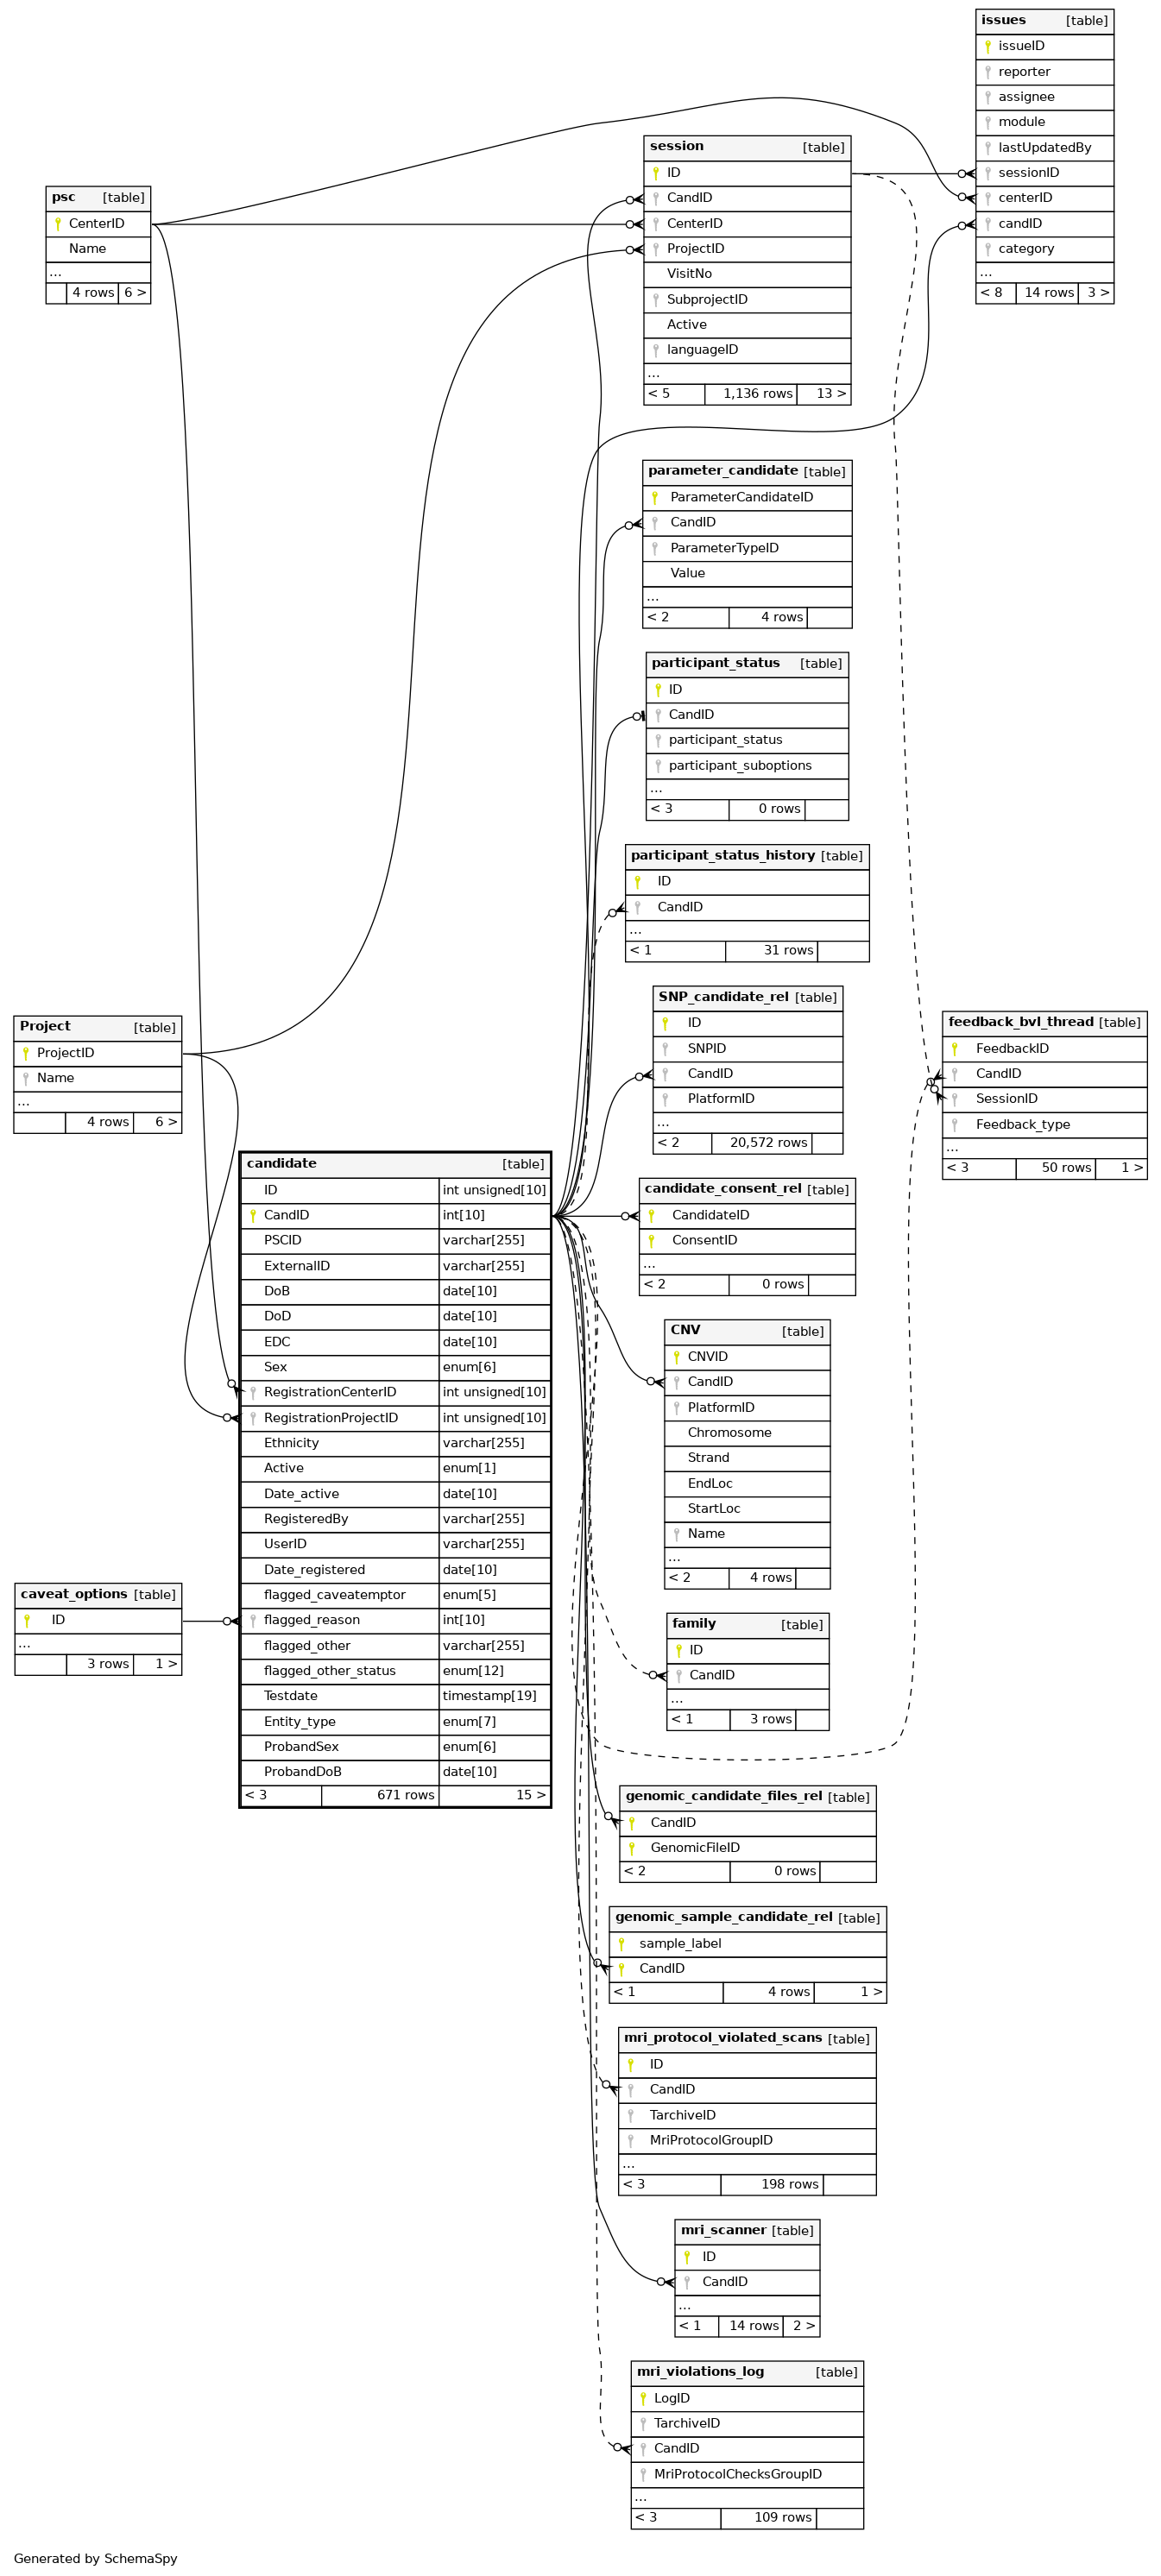 issues [table]
issueID
reporter
assignee
module
lastUpdatedBy
sessionID
centerID
candID
category
...
< 8 14 rows 3 >
session [table]
ID
CandID
CenterID
ProjectID
VisitNo
SubprojectID
Active
languageID
...
< 5 1,136 rows 13 >
psc [table]
CenterID
Name
...
4 rows 6 >
parameter_candidate [table]
ParameterCandidateID
CandID
ParameterTypeID
Value
...
< 2 4 rows
participant_status [table]
ID
CandID
participant_status
participant_suboptions
...
< 3 0 rows
participant_status_history [table]
ID
CandID
...
< 1 31 rows
SNP_candidate_rel [table]
ID
SNPID
CandID
PlatformID
...
< 2 20,572 rows
feedback_bvl_thread [table]
FeedbackID
CandID
SessionID
Feedback_type
...
< 3 50 rows 1 >
Project [table]
ProjectID
Name
...
4 rows 6 >
candidate [table]
ID int unsigned[10]
CandID int[10]
PSCID varchar[255]
ExternalID varchar[255]
DoB date[10]
DoD date[10]
EDC date[10]
Sex enum[6]
RegistrationCenterID int unsigned[10]
RegistrationProjectID int unsigned[10]
Ethnicity varchar[255]
Active enum[1]
Date_active date[10]
RegisteredBy varchar[255]
UserID varchar[255]
Date_registered date[10]
flagged_caveatemptor enum[5]
flagged_reason int[10]
flagged_other varchar[255]
flagged_other_status enum[12]
Testdate timestamp[19]
Entity_type enum[7]
ProbandSex enum[6]
ProbandDoB date[10]
< 3 671 rows 15 >
candidate_consent_rel [table]
CandidateID
ConsentID
...
< 2 0 rows
CNV [table]
CNVID
CandID
PlatformID
Chromosome
Strand
EndLoc
StartLoc
Name
...
< 2 4 rows
caveat_options [table]
ID
...
3 rows 1 >
family [table]
ID
CandID
...
< 1 3 rows
genomic_candidate_files_rel [table]
CandID
GenomicFileID
< 2 0 rows
genomic_sample_candidate_rel [table]
sample_label
CandID
< 1 4 rows 1 >
mri_protocol_violated_scans [table]
ID
CandID
TarchiveID
MriProtocolGroupID
...
< 3 198 rows
mri_scanner [table]
ID
CandID
...
< 1 14 rows 2 >
mri_violations_log [table]
LogID
TarchiveID
CandID
MriProtocolChecksGroupID
...
< 3 109 rows
Generated by SchemaSpy